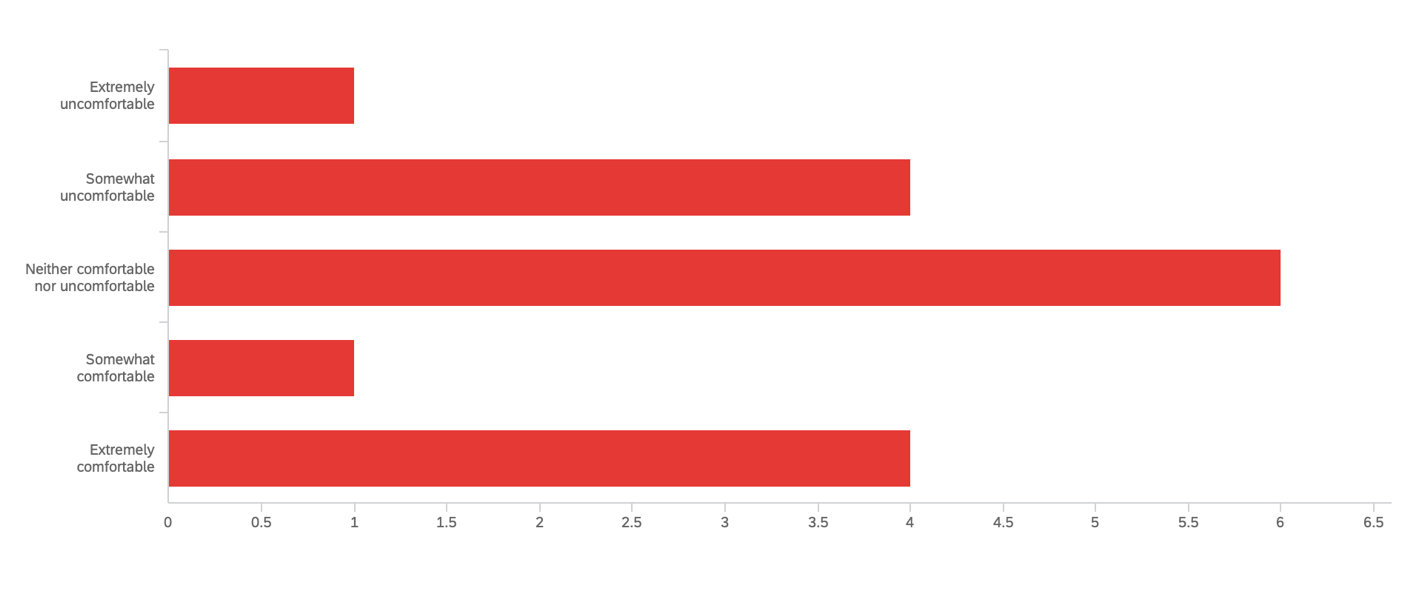 Extremely
uncomfortable
Somewhat
uncomfortable
Neither comfortable
nor uncomfortable
Somewhat
comfortable
Extremely
comfortable
0 0.5 1 1.5 2 2.5 3 3.5 4 4.5 5 5.5 6 6.5